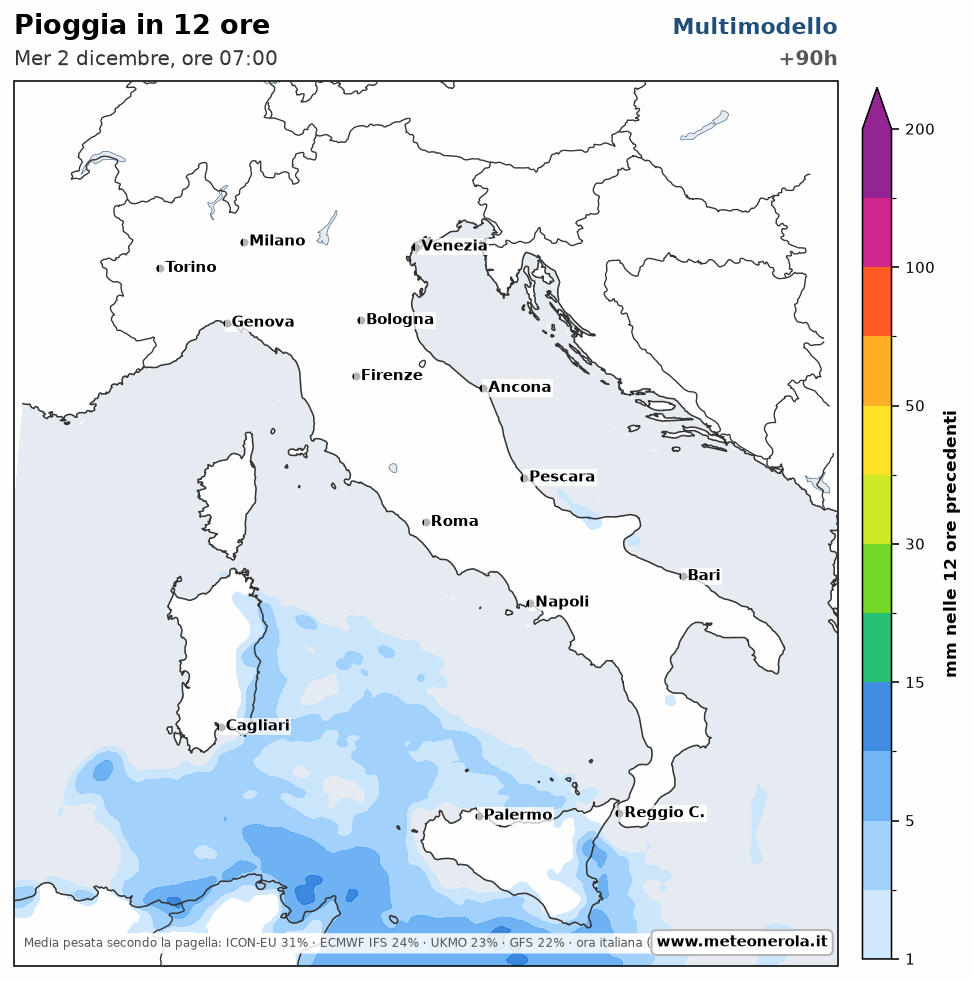 Pioggia in 12 ore
Multimodello
Mer 2 dicembre, ore 07:00
+90h
200
100
50
30
15
5
1
mm nelle 12 ore precedenti
Milano
Venezia
Torino
Genova
Bologna
Firenze
Ancona
Pescara
Roma
Bari
Napoli
Cagliari
Palermo
Reggio C.
Media pesata secondo la pagella: ICON-EU 31% · ECMWF IFS 24% · UKMO 23% · GFS 22% · ora italiana (
www.meteonerola.it